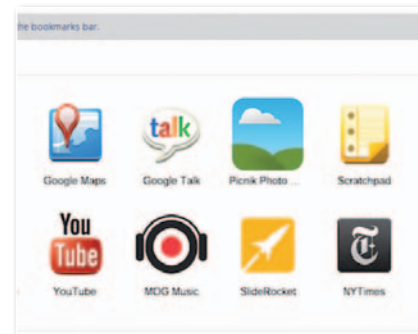 the bookmarks bar.
talk
Google Maps
Google Talk
Picnik Photo ...
Scratchpad
You
Tube
T
YouTube
MOG Music
SlideRocket
NYTimes